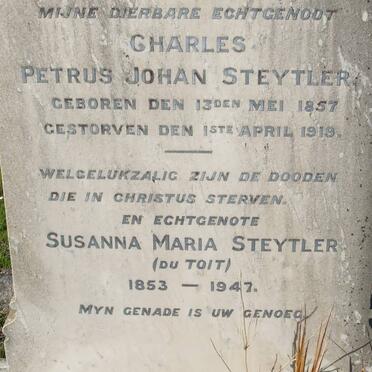 MIJNE DIERBARE ECHTGENOOT
CHARLES
PETRUS JOHAN STEYTLER
GEBOREN DEN 13DEN MEI 1857
GESTORVEN DEN 1STE APRIL 1919.
WELGELUKZALIG ZIJN DE DOODEN
DIE IN CHRISTUS STERVEN.
EN ECHTGENOTE
SUSANNA MARIA STEYTLER
(DU TOIT)
1853 — 1947.
MYN GENADE IS UW GENOEG